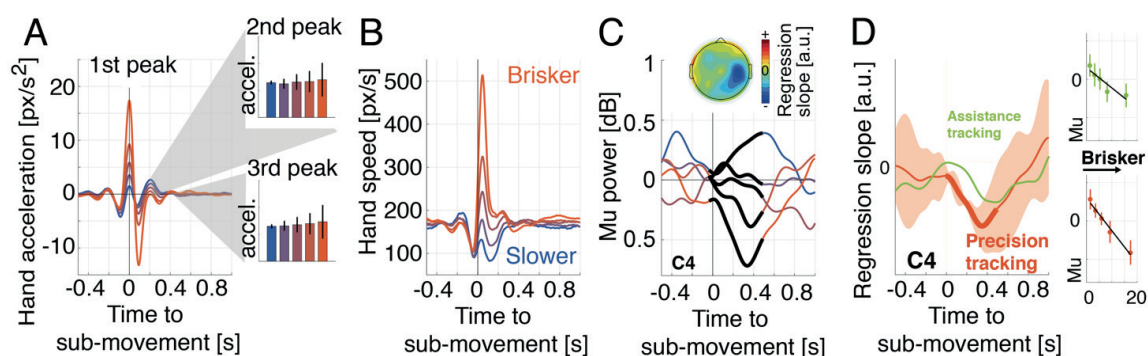 A
2nd peak
1st peak
accel.
3rd peak
accel.
Hand acceleration [px/s²]
20
10
0
-10
-0.4 0 0.4 0.8
Time to
sub-movement [s]
B
Hand speed [px/s]
550
500
400
300
200
100
Brisker
Slower
-0.4 0 0.4 0.8
Time to
sub-movement [s]
C
+
0
-
Regression
slope [a.u.]
Mu power [dB]
1
0.5
0
0.5
C4
-0.4 0 0.4 0.8
Time to
sub-movement [s]
D
Regression slope [a.u.]
0
Assistance
tracking
Precision
tracking
C4
-0.4 0 0.4 0.8
Time to
sub-movement [s]
Mu
0
Brisker
Mu
0
0 20